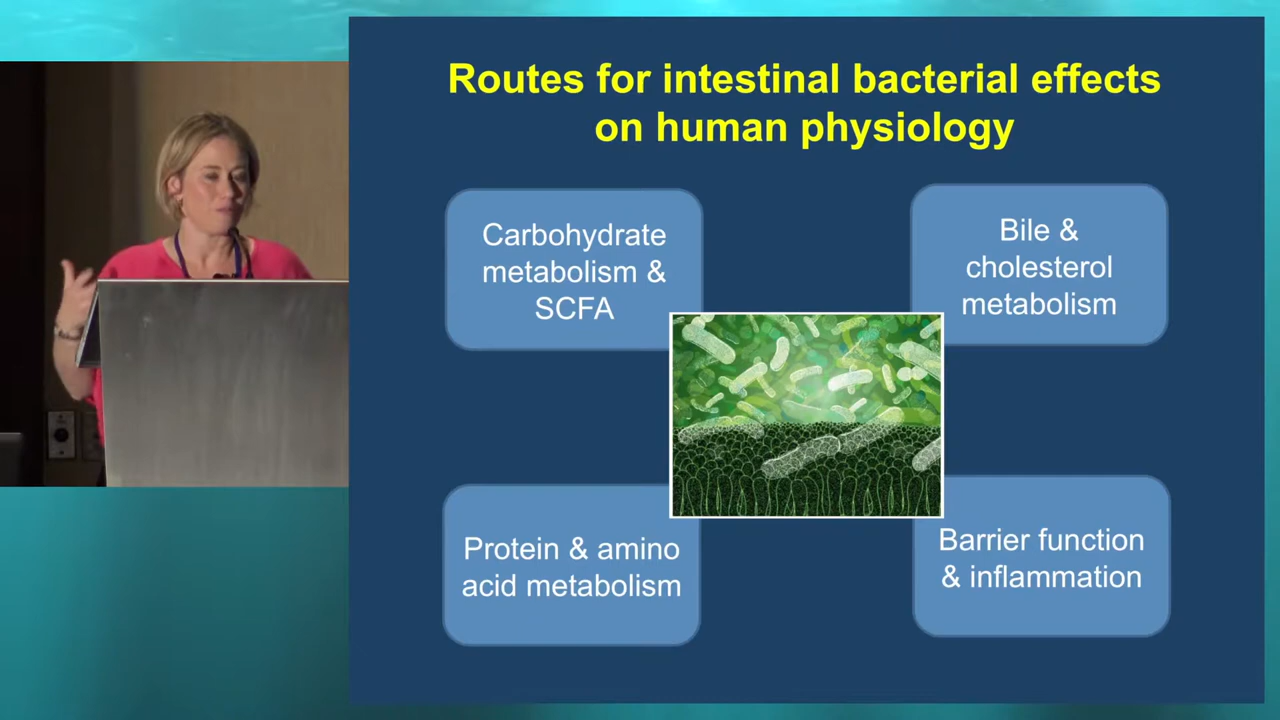 Routes for intestinal bacterial effects
on human physiology
Carbohydrate
metabolism &
SCFA
Bile &
cholesterol
metabolism
Protein & amino
acid metabolism
Barrier function
& inflammation